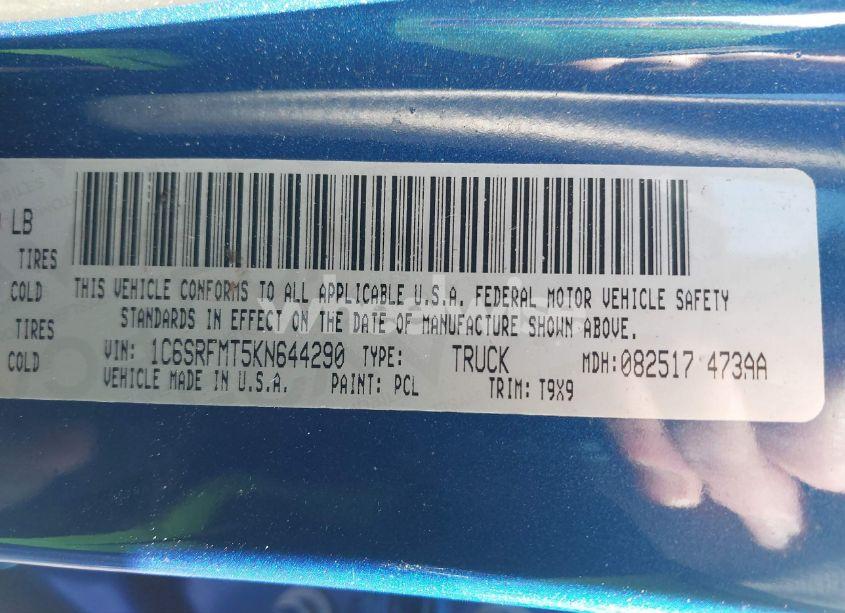 LB
TIRES
COLD
TIRES
COLD
THIS VEHICLE CONFORMS TO ALL APPLICABLE U.S.A. FEDERAL MOTOR VEHICLE SAFETY
STANDARDS IN EFFECT ON THE DATE OF MANUFACTURE SHOWN ABOVE.
VIN: 1C6SRFMT5KN644290 TYPE: TRUCK MDH:082517 473AA
VEHICLE MADE IN U.S.A. PAINT: PCL TRIM: T9X9